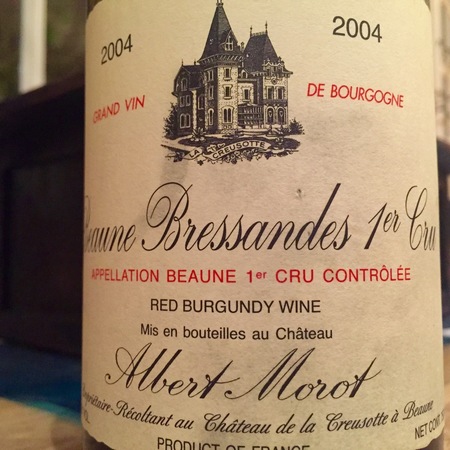 2004 2004
GRAND VIN DE BOURGOGNE
LA CREUSOTTE
Beaune Bressandes 1er Cru
APPELLATION BEAUNE 1er CRU CONTRÔLÉE
RED BURGUNDY WINE
Mis en bouteilles au Château
Albert Morot
Propriétaire-Récoltant au Château de la Creusotte à Beaune
NET CONT.
PRODUCT OF FRANCE